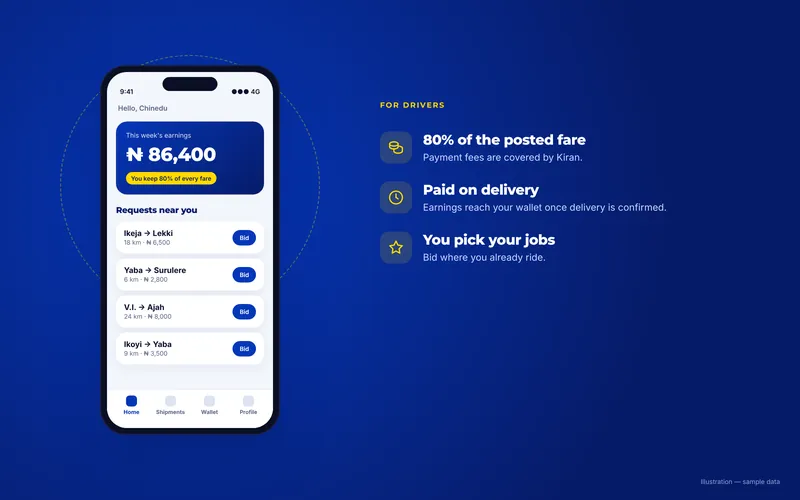 9:41
4G
Hello, Chinedu
This week's earnings
₦ 86,400
You keep 80% of every fare
Requests near you
Ikeja → Lekki
18 km · ₦ 6,500
Bid
Yaba → Surulere
6 km · ₦ 2,800
Bid
V.I. → Ajah
24 km · ₦ 8,000
Bid
Ikoyi → Yaba
9 km · ₦ 3,500
Bid
Home
Shipments
Wallet
Profile
FOR DRIVERS
80% of the posted fare
Payment fees are covered by Kiran.
Paid on delivery
Earnings reach your wallet once delivery is confirmed.
You pick your jobs
Bid where you already ride.
Illustration — sample data